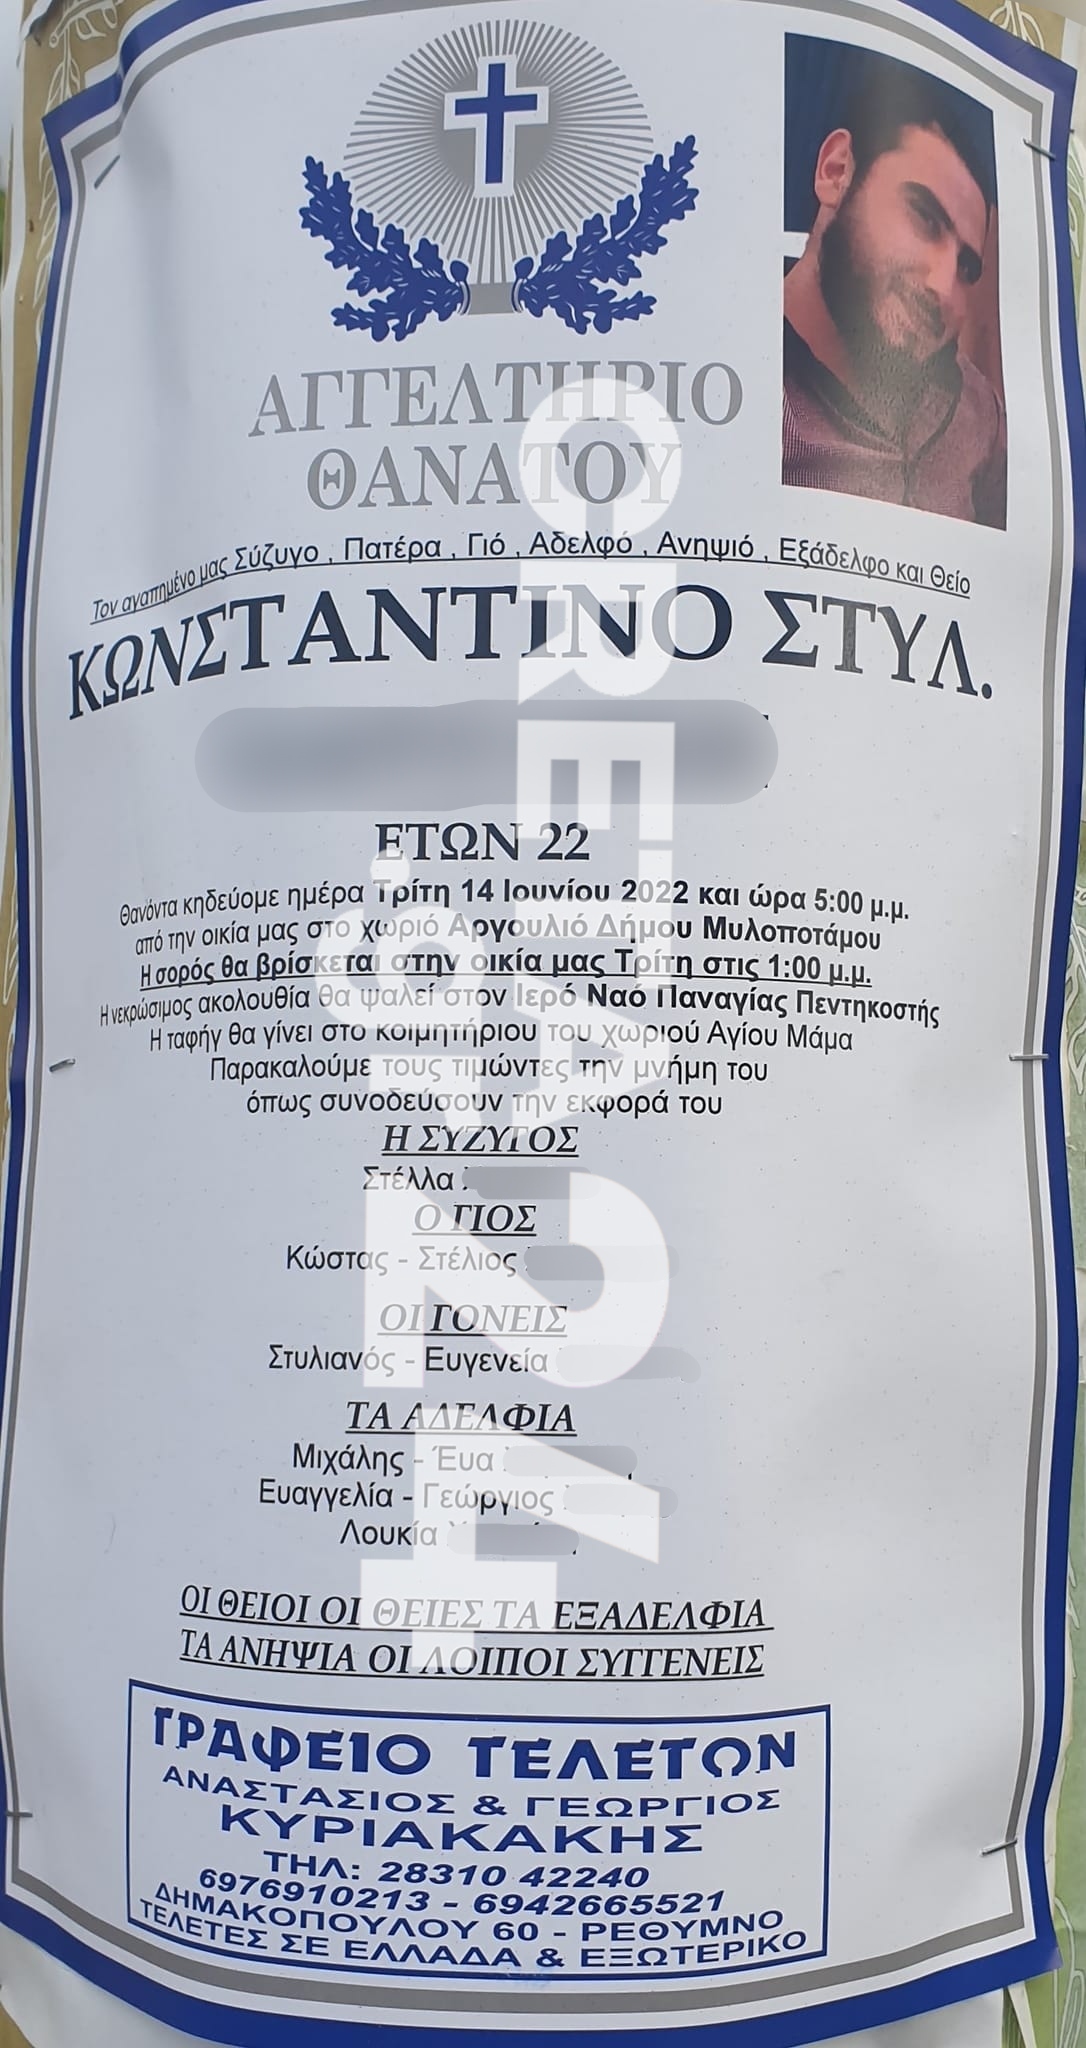 ΑΓΓΕΛΤΗΡΙΟ
ΘΑΝΑΤΟΥ
Τον αγαπημένο μας Σύζυγο , Πατέρα , Γιό , Αδελφό , Ανηψιό , Εξάδελφο και Θείο
ΚΩΝΣΤΑΝΤΙΝΟ ΣΤΥΛ.
ΕΤΩΝ 22
Θανόντα κηδεύομε ημέρα Τρίτη 14 Ιουνίου 2022 και ώρα 5:00 μ.μ.
από την οικία μας στο χωριό Αργουλιό Δήμου Μυλοποτάμου
Η σορός θα βρίσκεται στην οικία μας Τρίτη στις 1:00 μ.μ.
Η νεκρώσιμος ακολουθία θα ψαλεί στον Ιερό Ναό Παναγίας Πεντηκοστής
Η ταφήγ θα γίνει στο κοιμητήριου του χωριού Αγίου Μάμα
Παρακαλούμε τους τιμώντες την μνήμη του
όπως συνοδεύσουν την εκφορά του
Η ΣΥΖΥΓΟΣ
Στέλλα
Ο ΓΙΟΣ
Κώστας - Στέλιος
ΟΙ ΓΟΝΕΙΣ
Στυλιανός - Ευγενεία
ΤΑ ΑΔΕΛΦΙΑ
Μιχάλης - Έυα
Ευαγγελία - Γεώργιος
Λουκία
ΟΙ ΘΕΙΟΙ ΟΙ ΘΕΙΕΣ ΤΑ ΕΞΑΔΕΛΦΙΑ
ΤΑ ΑΝΗΨΙΑ ΟΙ ΛΟΙΠΟΙ ΣΥΓΓΕΝΕΙΣ
ΓΡΑΦΕΙΟ ΤΕΛΕΤΩΝ
ΑΝΑΣΤΑΣΙΟΣ & ΓΕΩΡΓΙΟΣ
ΚΥΡΙΑΚΑΚΗΣ
ΤΗΛ: 28310 42240
6976910213 - 6942665521
ΔΗΜΑΚΟΠΟΥΛΟΥ 60 - ΡΕΘΥΜΝΟ
ΤΕΛΕΤΕΣ ΣΕ ΕΛΛΑΔΑ & ΕΞΩΤΕΡΙΚΟ